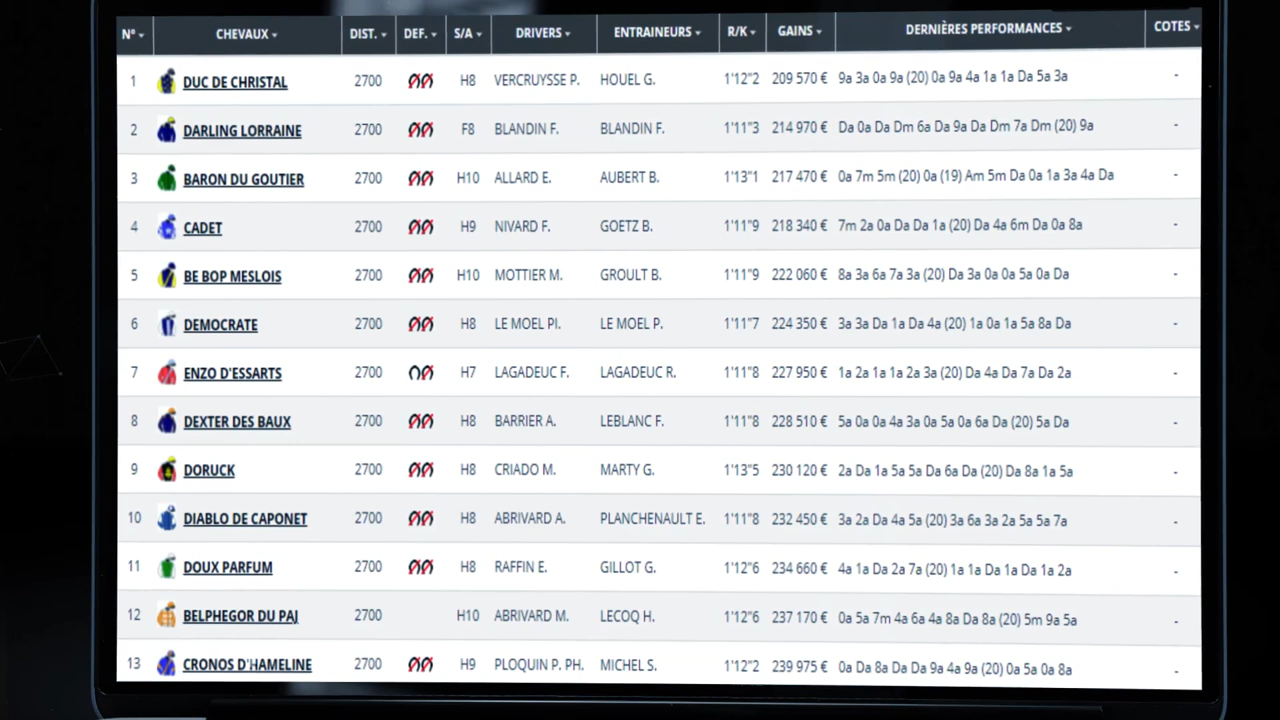 N° CHEVAUX DIST. DEF. S/A DRIVERS ENTRAINEURS R/K GAINS DERNIÈRES PERFORMANCES COTES
1 DUC DE CHRISTAL 2700 H8 VERCRUYSSE P. HOUEL G. 1'12"2 209 570 € 9a 3a 0a 9a (20) 0a 9a 4a 1a 1a Da 5a 3a -
2 DARLING LORRAINE 2700 F8 BLANDIN F. BLANDIN F. 1'11"3 214 970 € Da 0a Da Dm 6a Da 9a Da Dm 7a Dm (20) 9a -
3 BARON DU GOUTIER 2700 H10 ALLARD E. AUBERT B. 1'13"1 217 470 € 0a 7m 5m (20) 0a (19) Am 5m Da 0a 1a 3a 4a Da -
4 CADET 2700 H9 NIVARD F. GOETZ B. 1'11"9 218 340 € 7m 2a 0a Da Da 1a (20) Da 4a 6m Da 0a 8a -
5 BE BOP MESLOIS 2700 H10 MOTTIER M. GROULT B. 1'11"9 222 060 € 8a 3a 6a 7a 3a (20) Da 3a 0a 0a 5a 0a Da -
6 DEMOCRATE 2700 H8 LE MOEL PI. LE MOEL P. 1'11"7 224 350 € 3a 3a Da 1a Da 4a (20) 1a 0a 1a 5a 8a Da -
7 ENZO D'ESSARTS 2700 H7 LAGADEUC F. LAGADEUC R. 1'11"8 227 950 € 1a 2a 1a 1a 2a 3a (20) Da 4a Da 7a Da 2a -
8 DEXTER DES BAUX 2700 H8 BARRIER A. LEBLANC F. 1'11"8 228 510 € 5a 0a 0a 4a 3a 0a 5a 0a 6a Da (20) 5a Da -
9 DORUCK 2700 H8 CRIADO M. MARTY G. 1'13"5 230 120 € 2a Da 1a 5a 5a Da 6a Da (20) Da 8a 1a 5a -
10 DIABLO DE CAPONET 2700 H8 ABRIVARD A. PLANCHENAULT E. 1'11"8 232 450 € 3a 2a Da 4a 5a (20) 3a 6a 3a 2a 5a 5a 7a -
11 DOUX PARFUM 2700 H8 RAFFIN E. GILLOT G. 1'12"6 234 660 € 4a 1a Da 2a 7a (20) 1a 1a Da 1a Da 1a 2a -
12 BELPHEGOR DU PAJ 2700 H10 ABRIVARD M. LECOQ H. 1'12"6 237 170 € 0a 5a 7m 4a 6a 4a 8a Da 8a (20) 5m 9a 5a -
13 CRONOS D'HAMELINE 2700 H9 PLOQUIN P. PH. MICHEL S. 1'12"2 239 975 € 0a Da 8a Da Da 9a 4a 9a (20) 0a 5a 0a 8a -